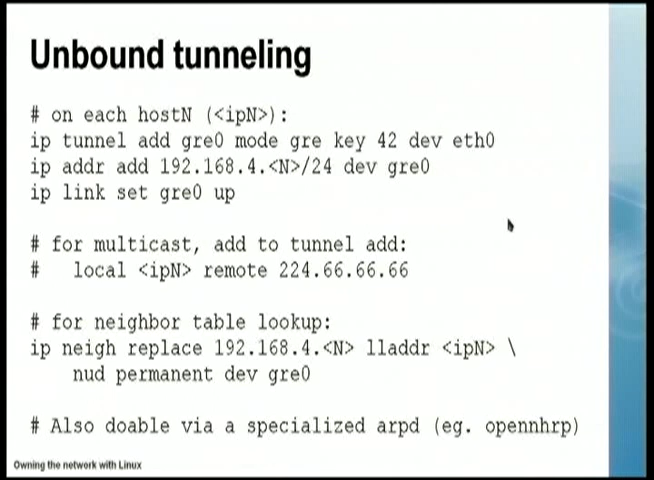 Unbound tunneling
# on each hostN (<ipN>):
ip tunnel add gre0 mode gre key 42 dev eth0
ip addr add 192.168.4.<N>/24 dev gre0
ip link set gre0 up
# for multicast, add to tunnel add:
#   local <ipN> remote 224.66.66.66
# for neighbor table lookup:
ip neigh replace 192.168.4.<N> lladdr <ipN> \
    nud permanent dev gre0
# Also doable via a specialized arpd (eg. opennhrp)
Owning the network with Linux